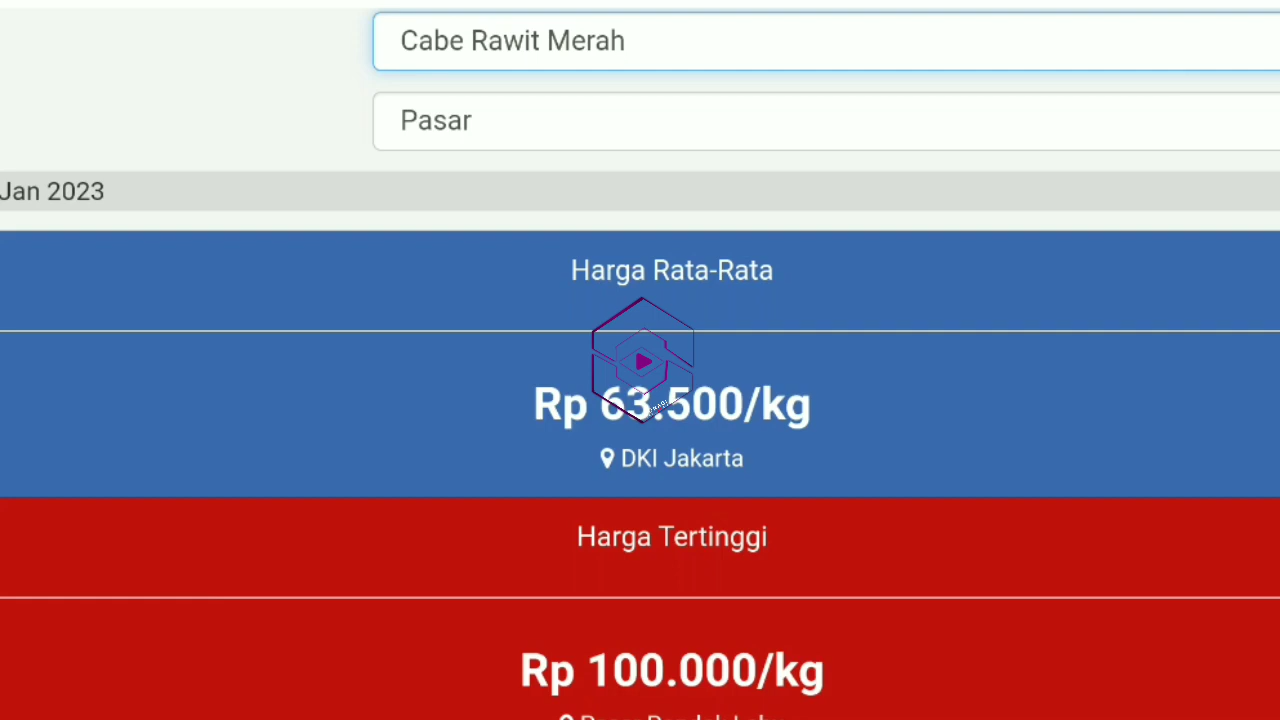 Cabe Rawit Merah
Pasar
Jan 2023
Harga Rata-Rata
Rp 63.500/kg
DKI Jakarta
Harga Tertinggi
Rp 100.000/kg